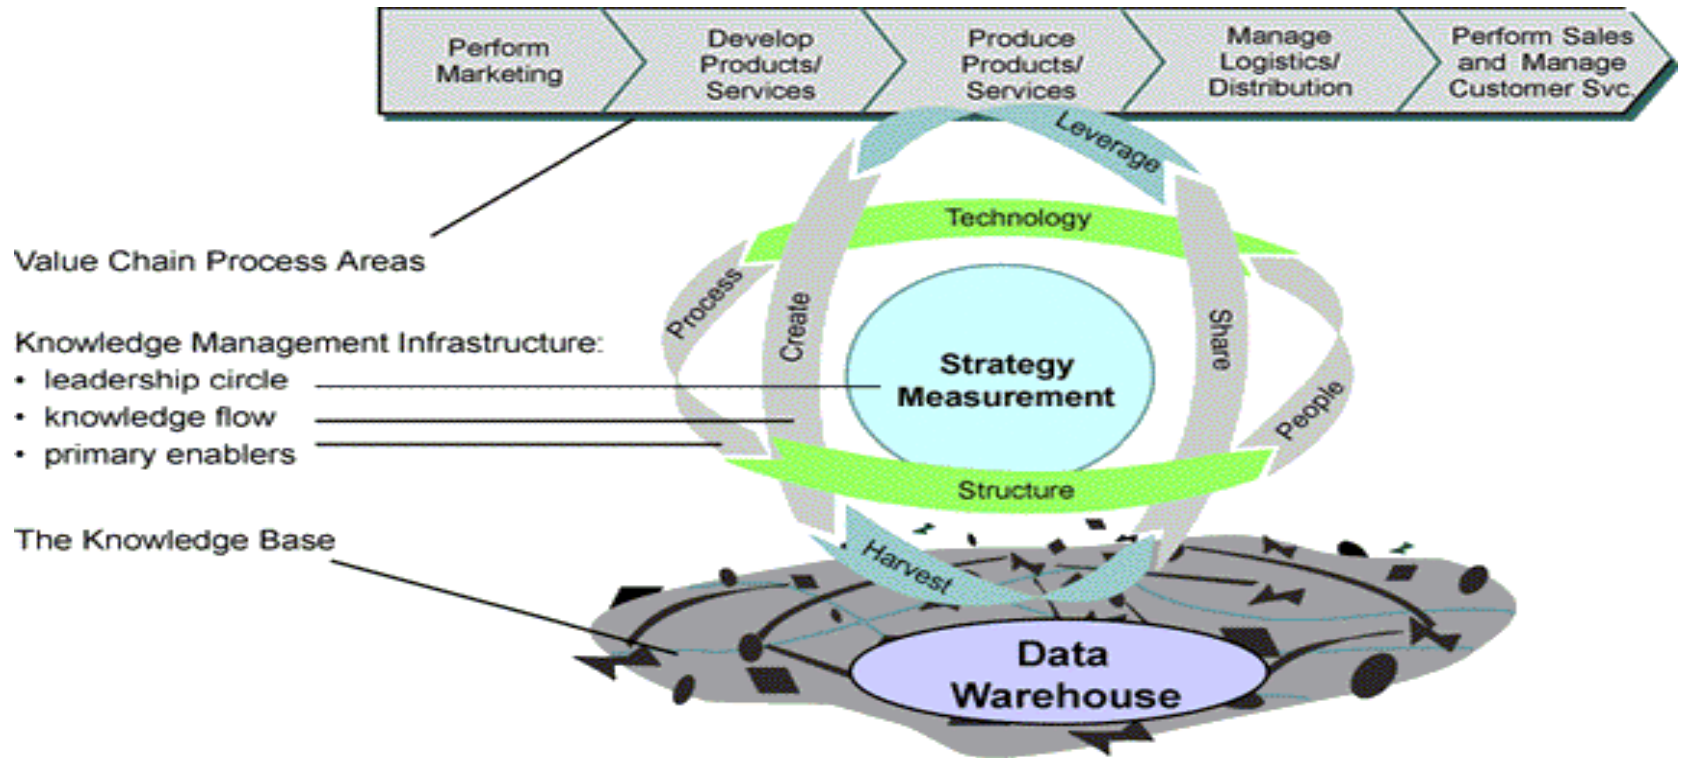 Perform
Marketing
Develop
Products/
Services
Produce
Products/
Services
Manage
Logistics/
Distribution
Perform Sales
and Manage
Customer Svc.
Leverage
Technology
Value Chain Process Areas
Process
Create
Share
People
Knowledge Management Infrastructure:
• leadership circle
• knowledge flow
• primary enablers
Strategy
Measurement
Structure
The Knowledge Base
Harvest
Data
Warehouse